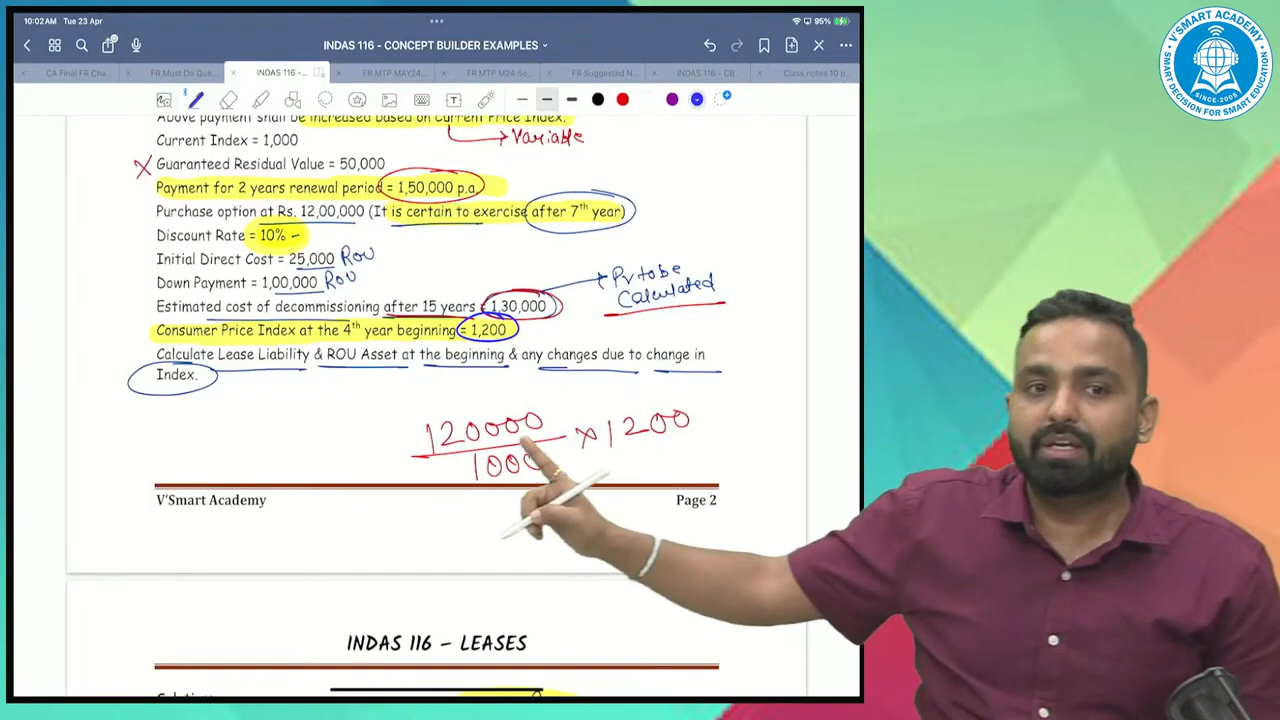 10:02 AM Tue 23 Apr
95%
INDAS 116 - CONCEPT BUILDER EXAMPLES
CA Final FR Cha...
FR Must Do Que...
INDAS 116 -...
FR MTP MAY24...
FR MTP M24 So...
FR Suggested N...
INDAS 116 - CB...
Class notes 10 p...
Above payment shall be increased based on Current Price Index.
Variable
Current Index = 1,000
X Guaranteed Residual Value = 50,000
Payment for 2 years renewal period = 1,50,000 p.a.
Purchase option at Rs. 12,00,000 (It is certain to exercise after 7th year)
Discount Rate = 10% -
Initial Direct Cost = 25,000 ROU
Down Payment = 1,00,000 ROU
PV to be
Calculated
Estimated cost of decommissioning after 15 years = 1,30,000
Consumer Price Index at the 4th year beginning = 1,200
Calculate Lease Liability & ROU Asset at the beginning & any changes due to change in
Index.
120000
1000
× 1200
V'Smart Academy
Page 2
INDAS 116 – LEASES
V'SMART ACADEMY
SINCE-2005
SMART DECISION FOR SMART EDUCATION